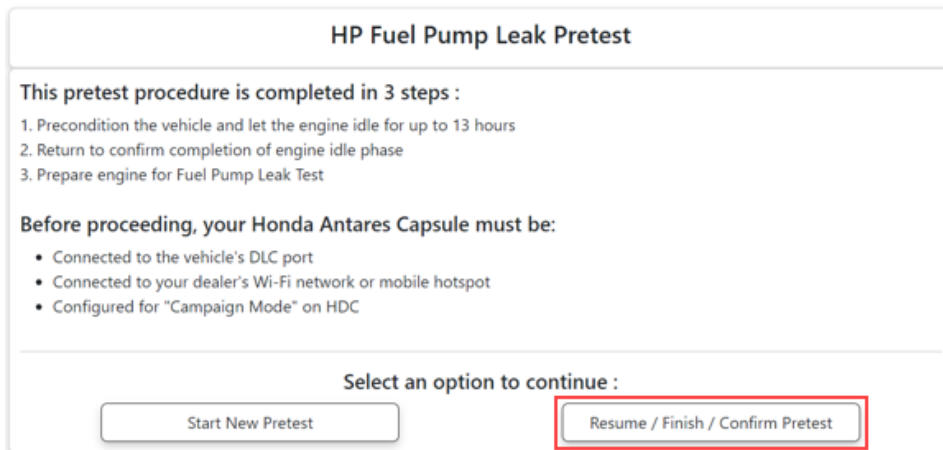 HP Fuel Pump Leak Pretest
This pretest procedure is completed in 3 steps :
1. Precondition the vehicle and let the engine idle for up to 13 hours
2. Return to confirm completion of engine idle phase
3. Prepare engine for Fuel Pump Leak Test
Before proceeding, your Honda Antares Capsule must be:
• Connected to the vehicle's DLC port
• Connected to your dealer's Wi-Fi network or mobile hotspot
• Configured for "Campaign Mode" on HDC
Select an option to continue :
Start New Pretest
Resume / Finish / Confirm Pretest